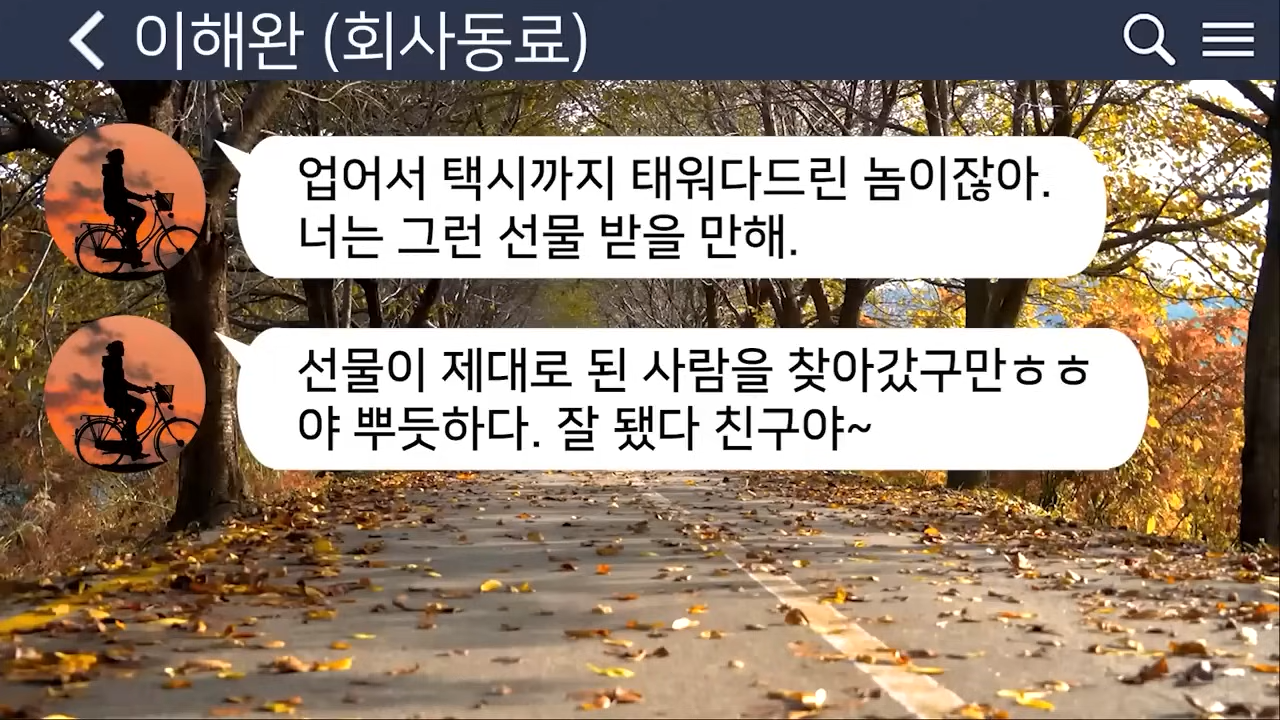 이해완 (회사동료)
업어서 택시까지 태워다드린 놈이잖아.
너는 그런 선물 받을 만해.
선물이 제대로 된 사람을 찾아갔구만ㅎㅎ
야 뿌듯하다. 잘 됐다 친구야~